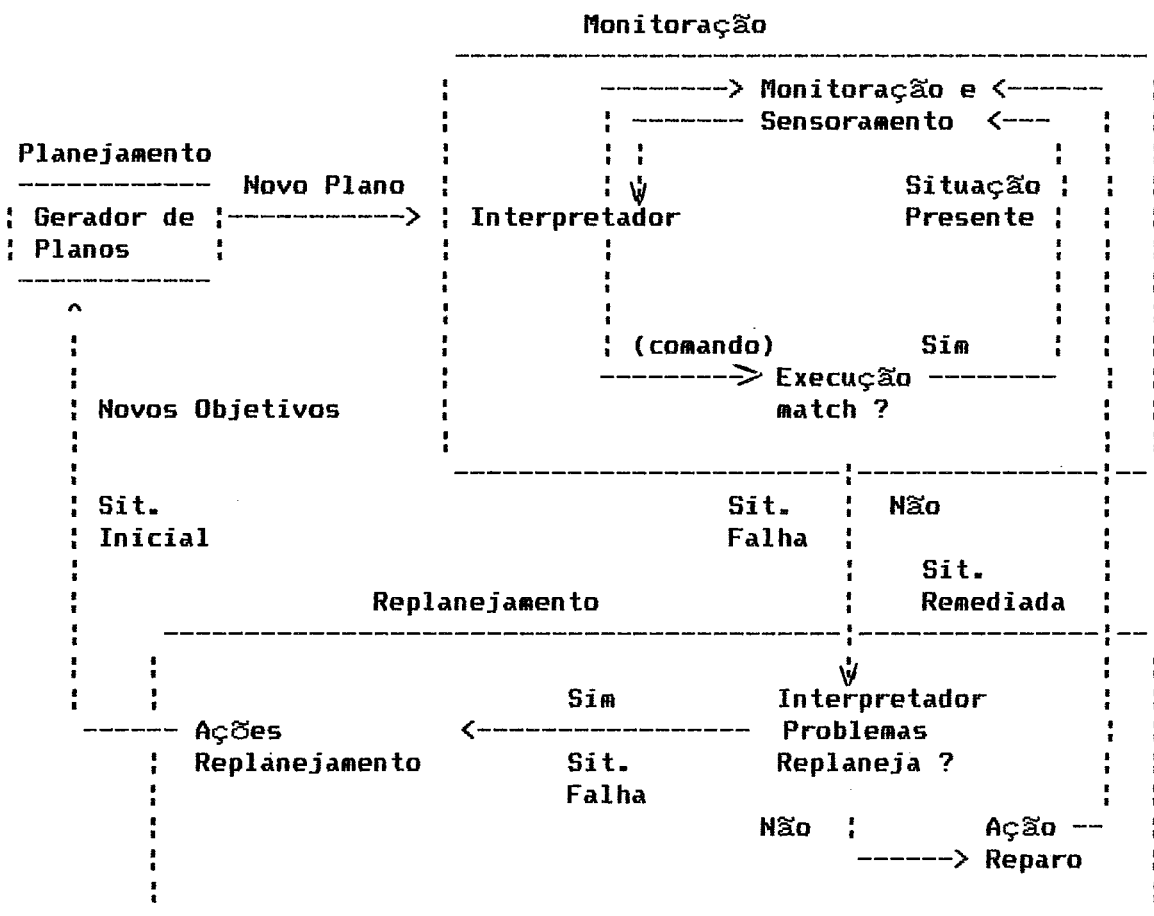 Monitoração
Monitoração e
Sensoramento
Planejamento
Novo Plano
Situação
Gerador de
Interpretador
Presente
Planos
(comando)
Sim
Execução
Novos Objetivos
match ?
Sit.
Sit.
Não
Inicial
Falha
Sit.
Replanejamento
Remediada
Sim
Interpretador
Ações
Problemas
Replanejamento
Sit.
Replaneja ?
Falha
Não
Ação
Reparo